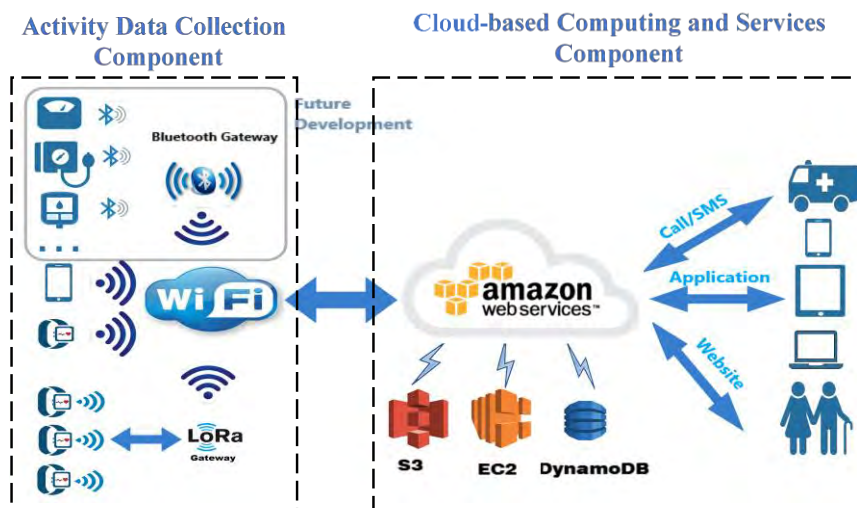 Activity Data Collection
Component
Cloud-based Computing and Services
Component
Future
Development
Bluetooth Gateway
WiFi
LoRa
Gateway
amazon
web services™
S3
EC2
DynamoDB
Call/SMS
Application
Website